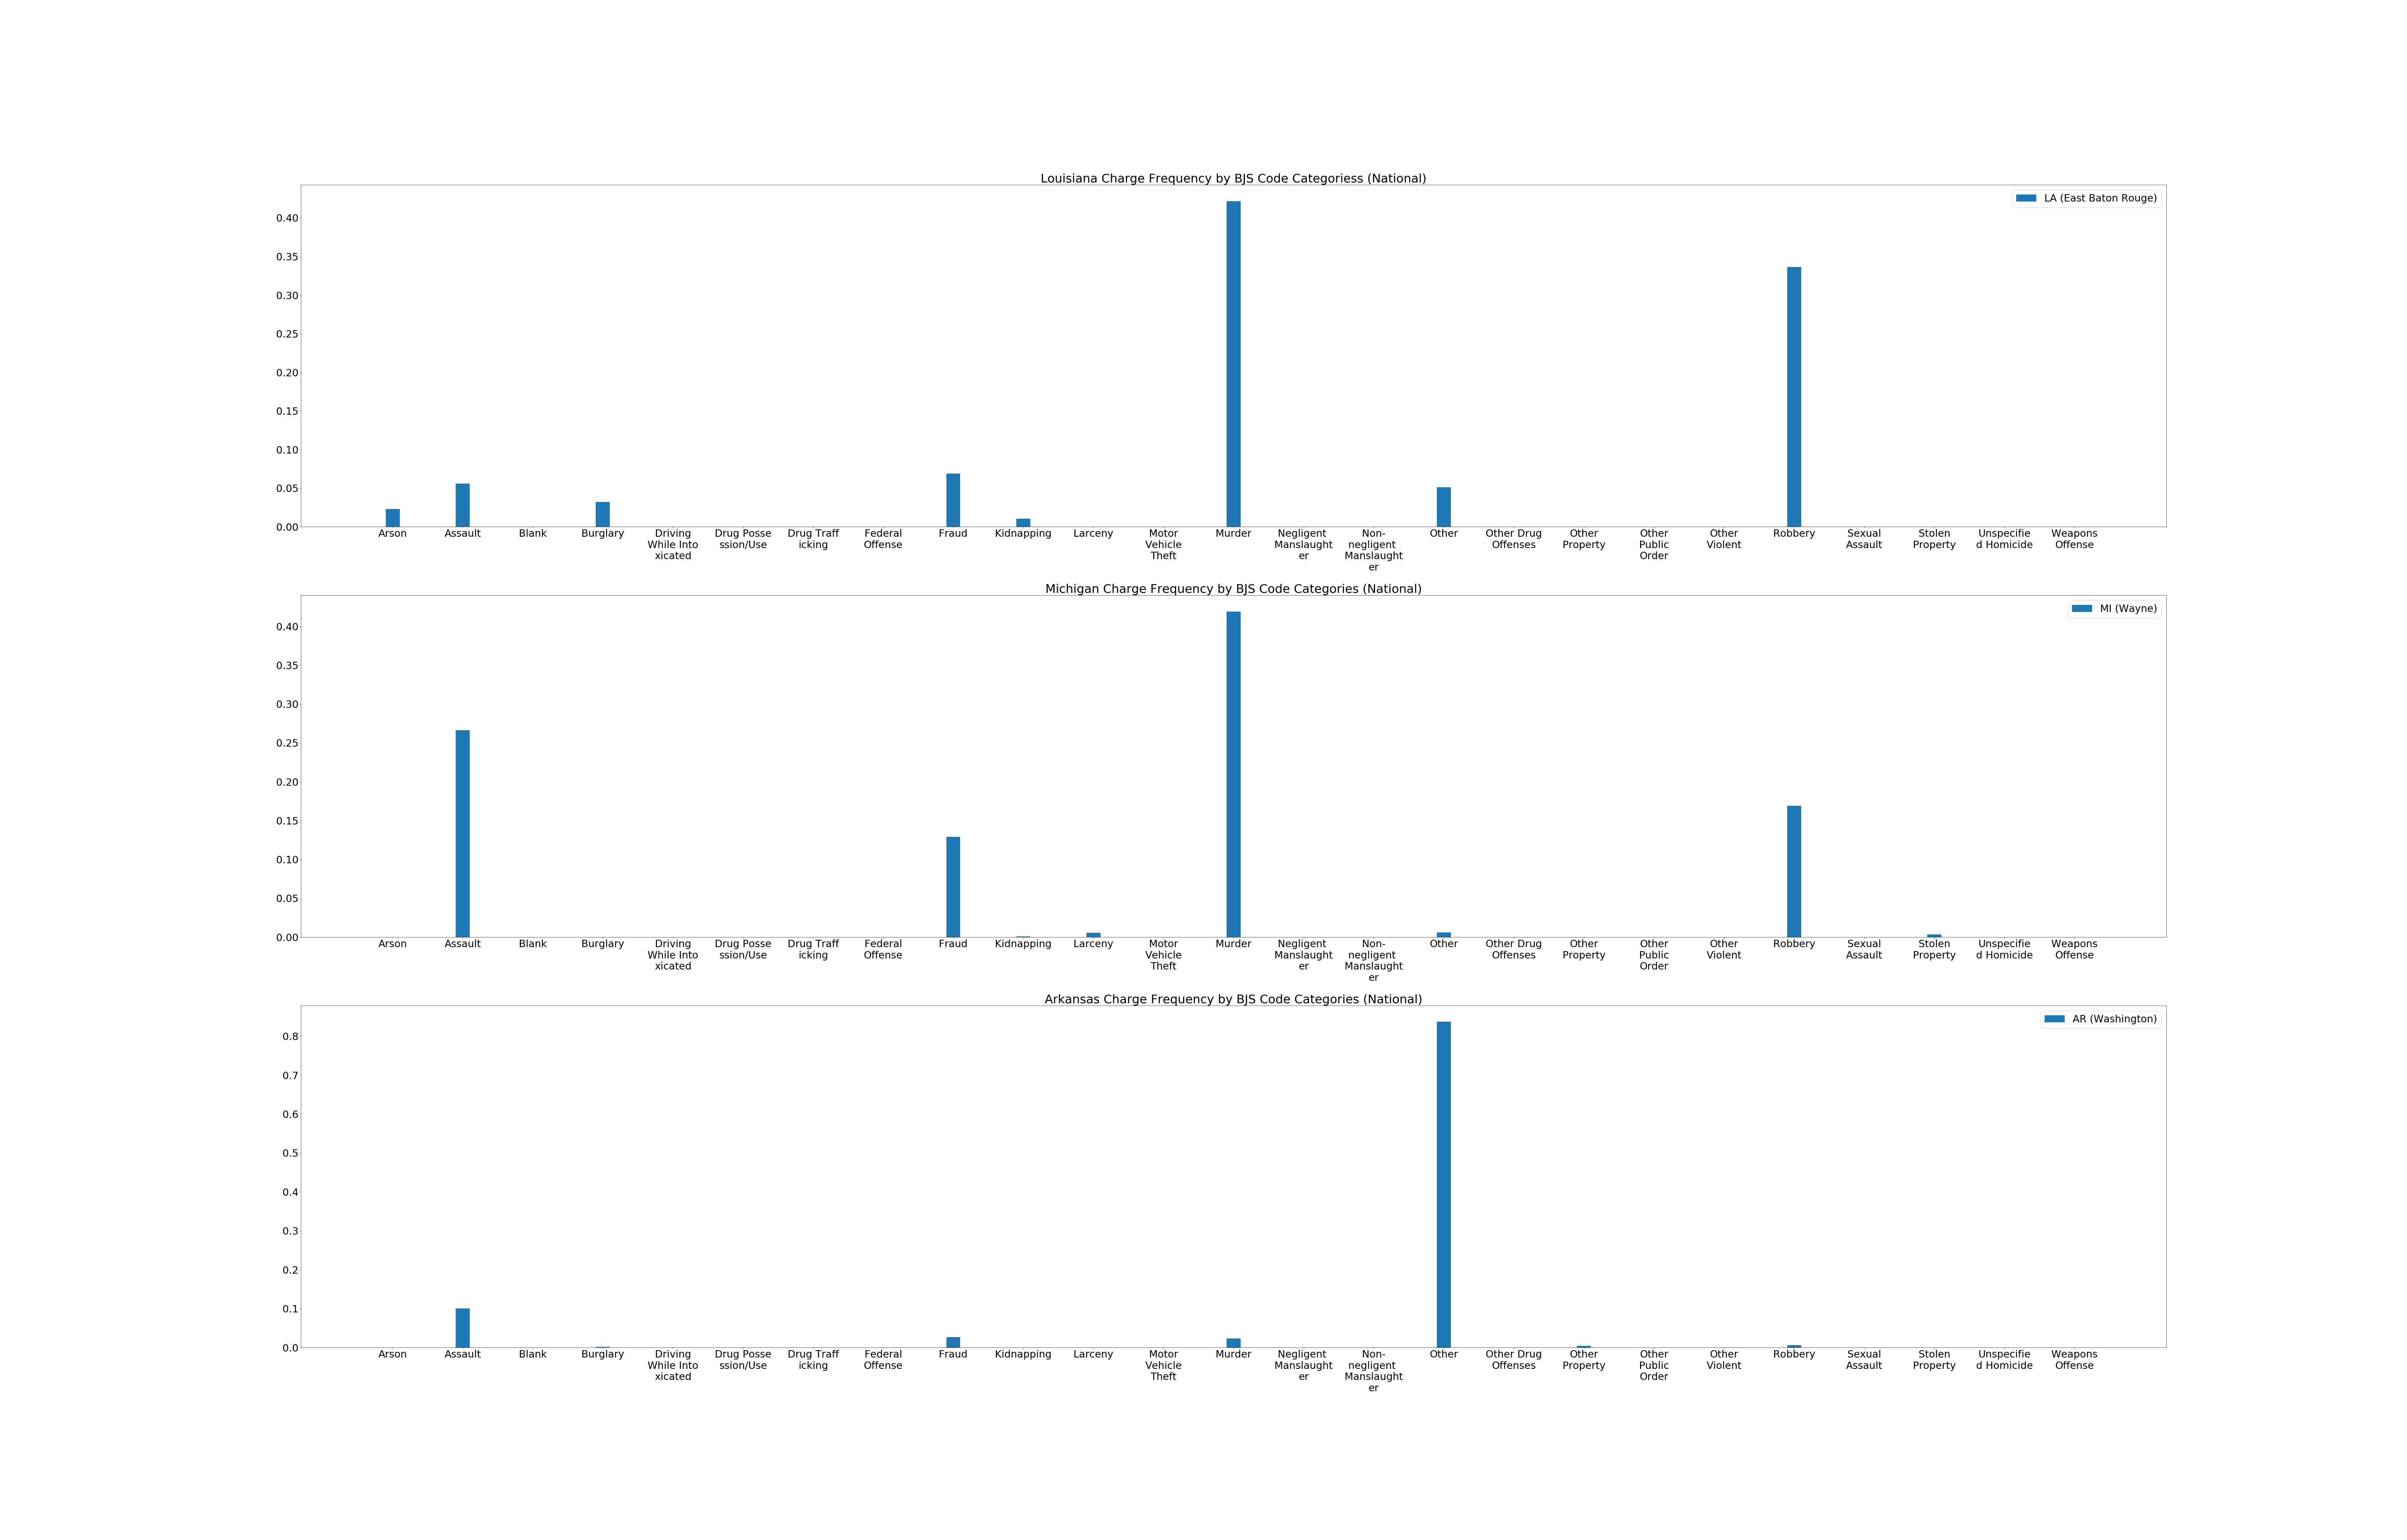 Louisiana Charge Frequency by BJS Code Categoriess (National)
LA (East Baton Rouge)
0.40
0.35
0.30
0.25
0.20
0.15
0.10
0.05
0.00
Arson Assault Blank Burglary Driving Drug Posse Drug Traff Federal Fraud Kidnapping Larceny Motor Murder Negligent Non- Other Other Drug Other Other Other Robbery Sexual Stolen Unspecifie Weapons
While Into ssion/Use icking Offense Vehicle Manslaught negligent Offenses Property Public Violent Assault Property d Homicide Offense
xicated Theft er Manslaught Order
er
Michigan Charge Frequency by BJS Code Categories (National)
MI (Wayne)
0.40
0.35
0.30
0.25
0.20
0.15
0.10
0.05
0.00
Arson Assault Blank Burglary Driving Drug Posse Drug Traff Federal Fraud Kidnapping Larceny Motor Murder Negligent Non- Other Other Drug Other Other Other Robbery Sexual Stolen Unspecifie Weapons
While Into ssion/Use icking Offense Vehicle Manslaught negligent Offenses Property Public Violent Assault Property d Homicide Offense
xicated Theft er Manslaught Order
er
Arkansas Charge Frequency by BJS Code Categories (National)
AR (Washington)
0.8
0.7
0.6
0.5
0.4
0.3
0.2
0.1
0.0
Arson Assault Blank Burglary Driving Drug Posse Drug Traff Federal Fraud Kidnapping Larceny Motor Murder Negligent Non- Other Other Drug Other Other Other Robbery Sexual Stolen Unspecifie Weapons
While Into ssion/Use icking Offense Vehicle Manslaught negligent Offenses Property Public Violent Assault Property d Homicide Offense
xicated Theft er Manslaught Order
er